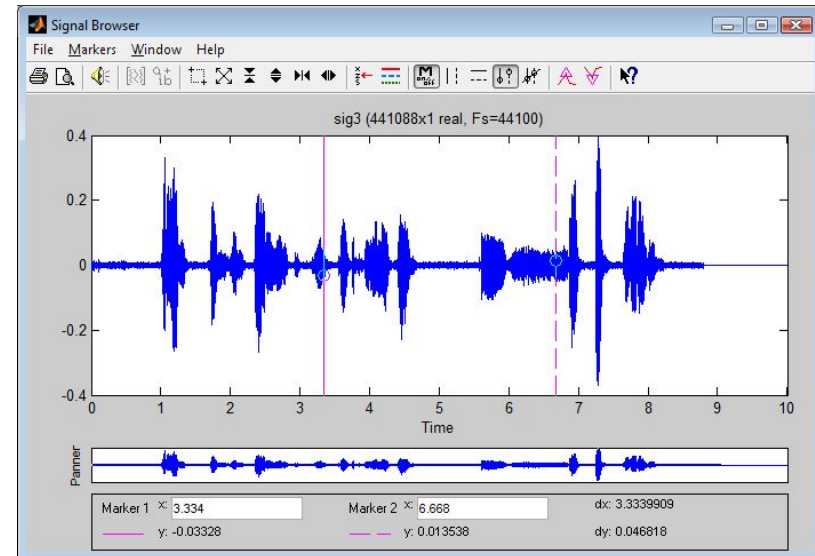 Signal Browser
File Markers Window Help
sig3 (441088x1 real, Fs=44100)
0.4
0.2
0
-0.2
-0.4
0 1 2 3 4 5 6 7 8 9 10
Time
Panner
Marker 1 x: 3.334 Marker 2 x: 6.668 dx: 3.3339909
y: -0.03328 y: 0.013538 dy: 0.046818